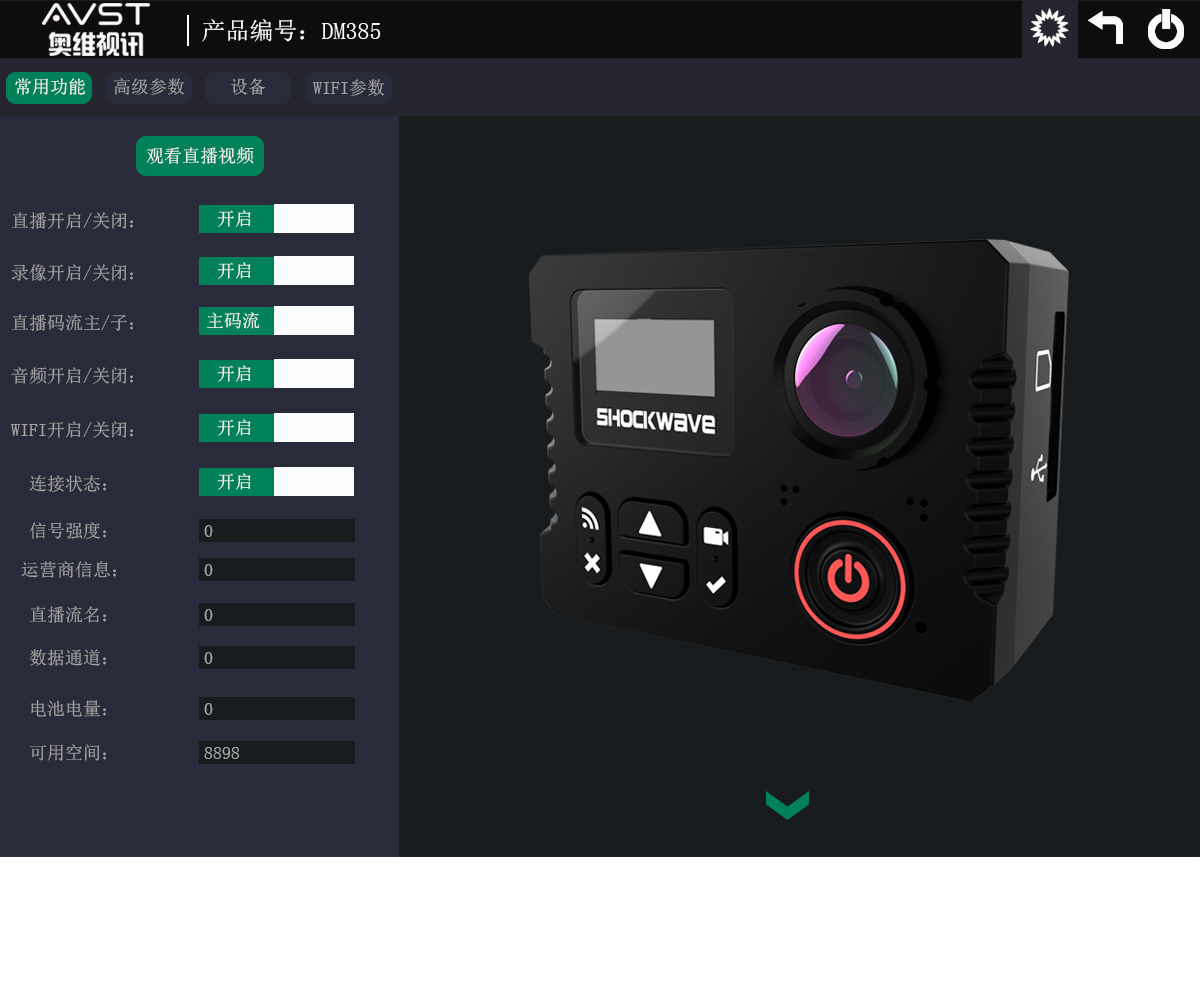 AVST
奥维视讯
产品编号：DM385
常用功能 高级参数 设备 WIFI参数
观看直播视频
直播开启/关闭： 开启
录像开启/关闭： 开启
直播码流主/子： 主码流
音频开启/关闭： 开启
WIFI开启/关闭： 开启
连接状态： 开启
信号强度： 0
运营商信息： 0
直播流名： 0
数据通道： 0
电池电量： 0
可用空间： 8898
SHOCKWAVE